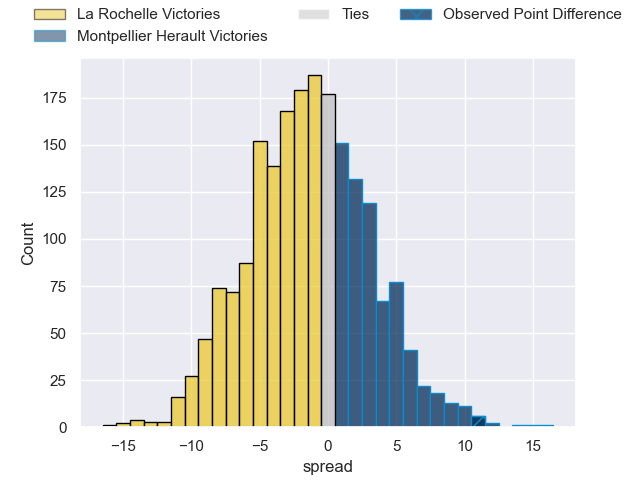 La Rochelle Victories
Montpellier Herault Victories
Ties
Observed Point Difference
Count
175
150
125
100
75
50
25
0
−15
−10
−5
0
5
10
15
spread